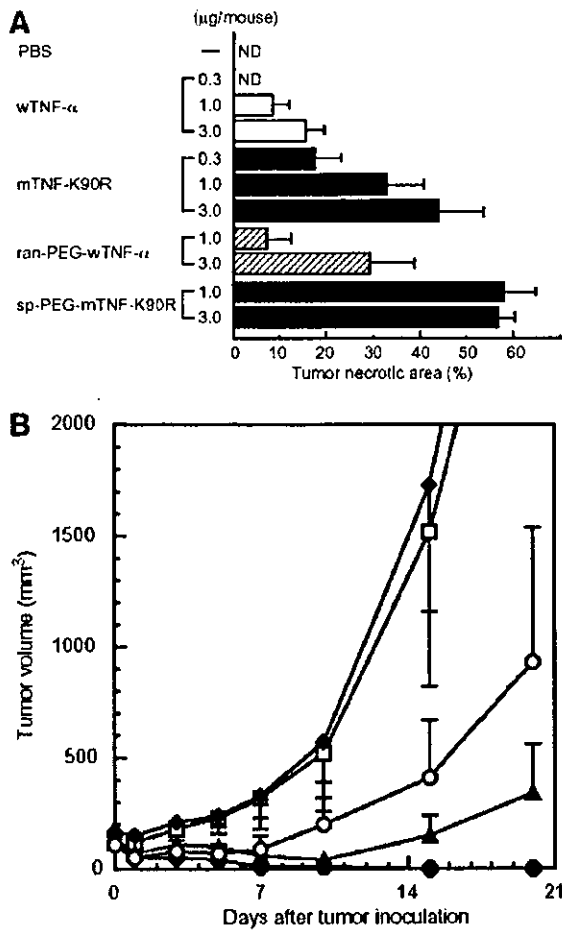 A
(μg/mouse)
PBS — ND
0.3 ND
wTNF-α 1.0
3.0
0.3
mTNF-K90R 1.0
3.0
1.0
ran-PEG-wTNF-α
3.0
1.0
sp-PEG-mTNF-K90R
3.0
0 10 20 30 40 50 60
Tumor necrotic area (%)
B
2000
1500
1000
500
0
Tumor volume (mm³)
0 7 14 21
Days after tumor inoculation